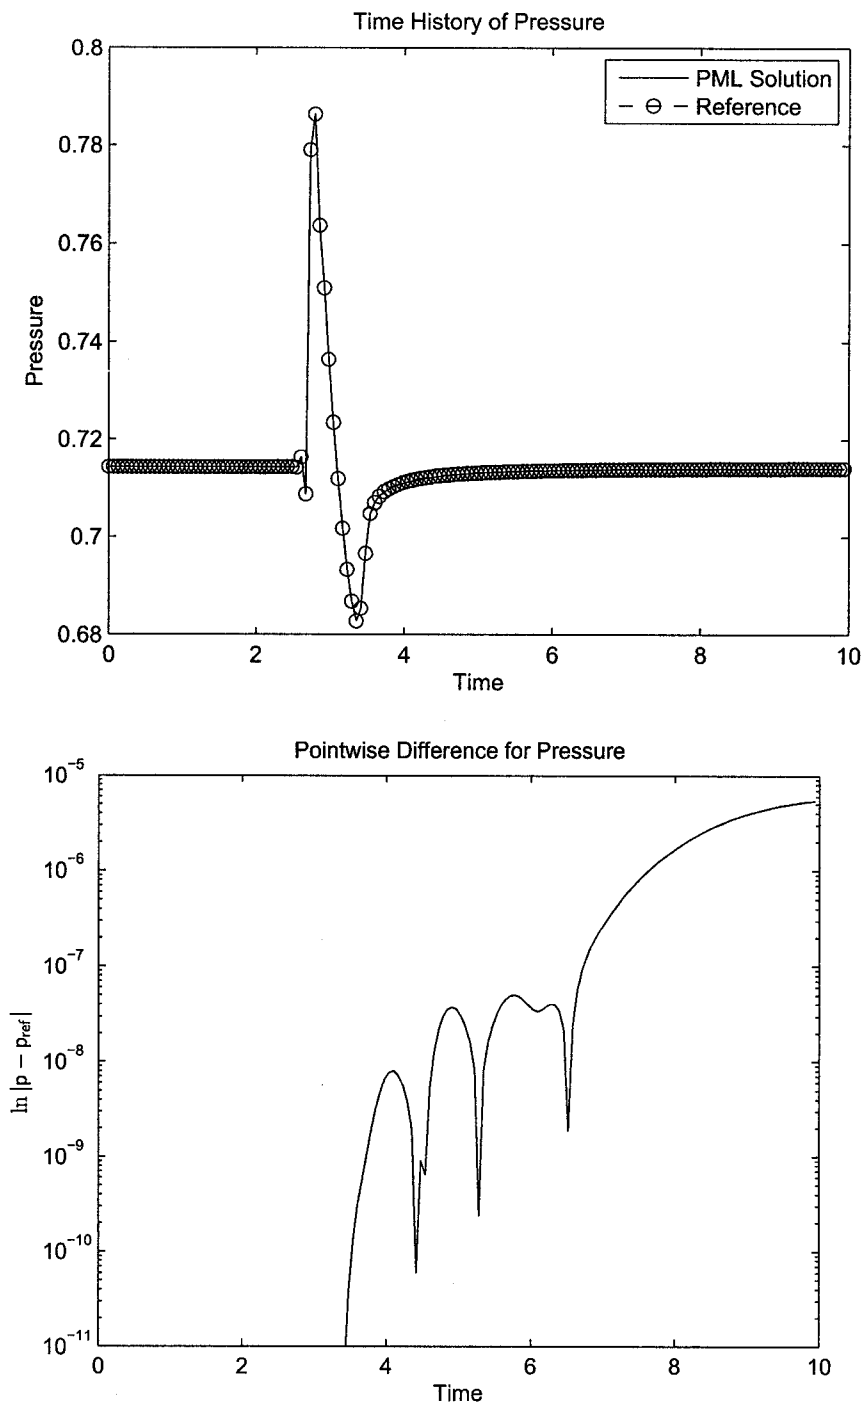 Time History of Pressure
0.8
0.78
0.76
0.74
0.72
0.7
0.68
Pressure
PML Solution
Reference
0 2 4 6 8 10
Time
Pointwise Difference for Pressure
10⁻⁵
10⁻⁶
10⁻⁷
10⁻⁸
10⁻⁹
10⁻¹⁰
10⁻¹¹
ln |p − p_ref|
0 2 4 6 8 10
Time